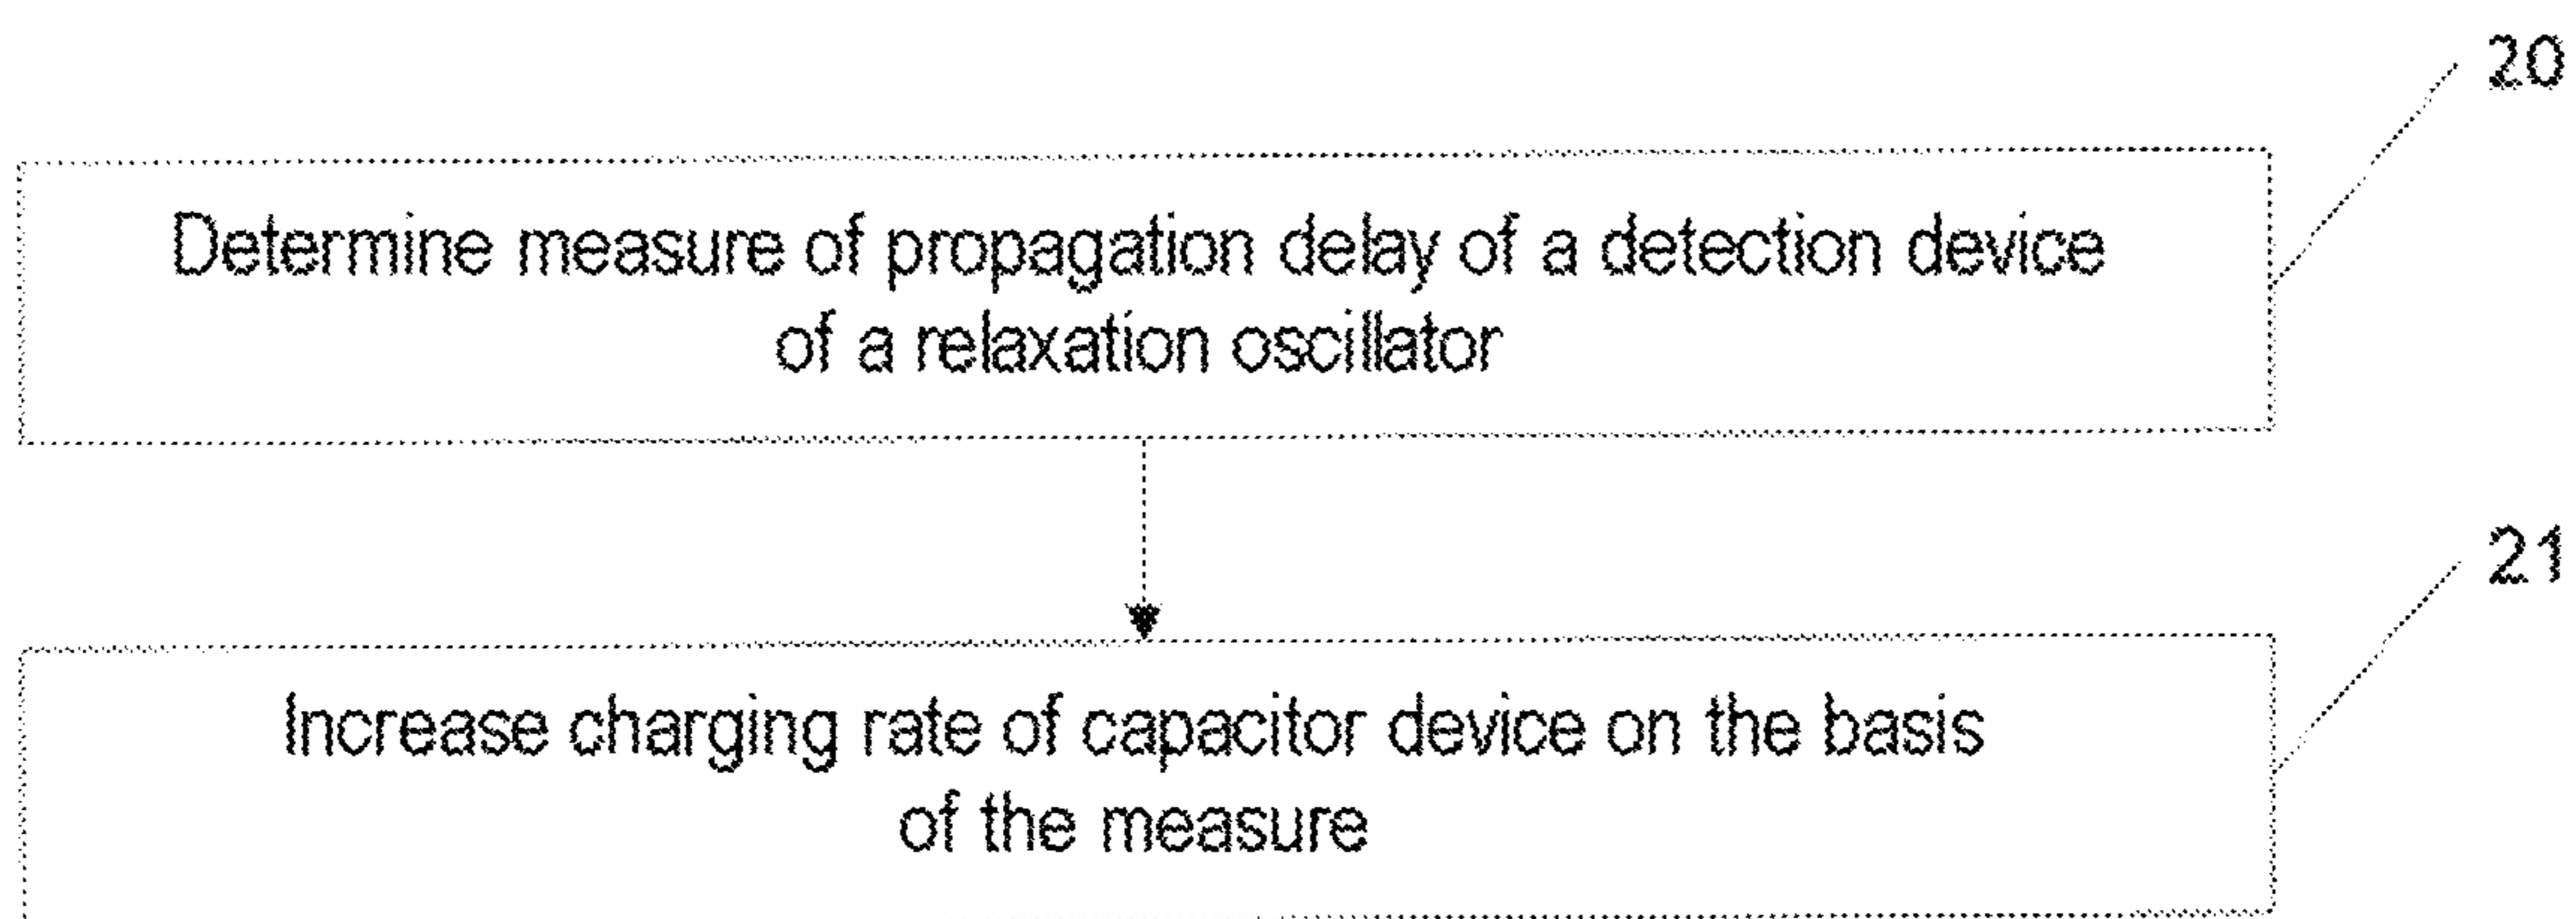 20
Determine measure of propagation delay of a detection device
of a relaxation oscillator
21
Increase charging rate of capacitor device on the basis
of the measure